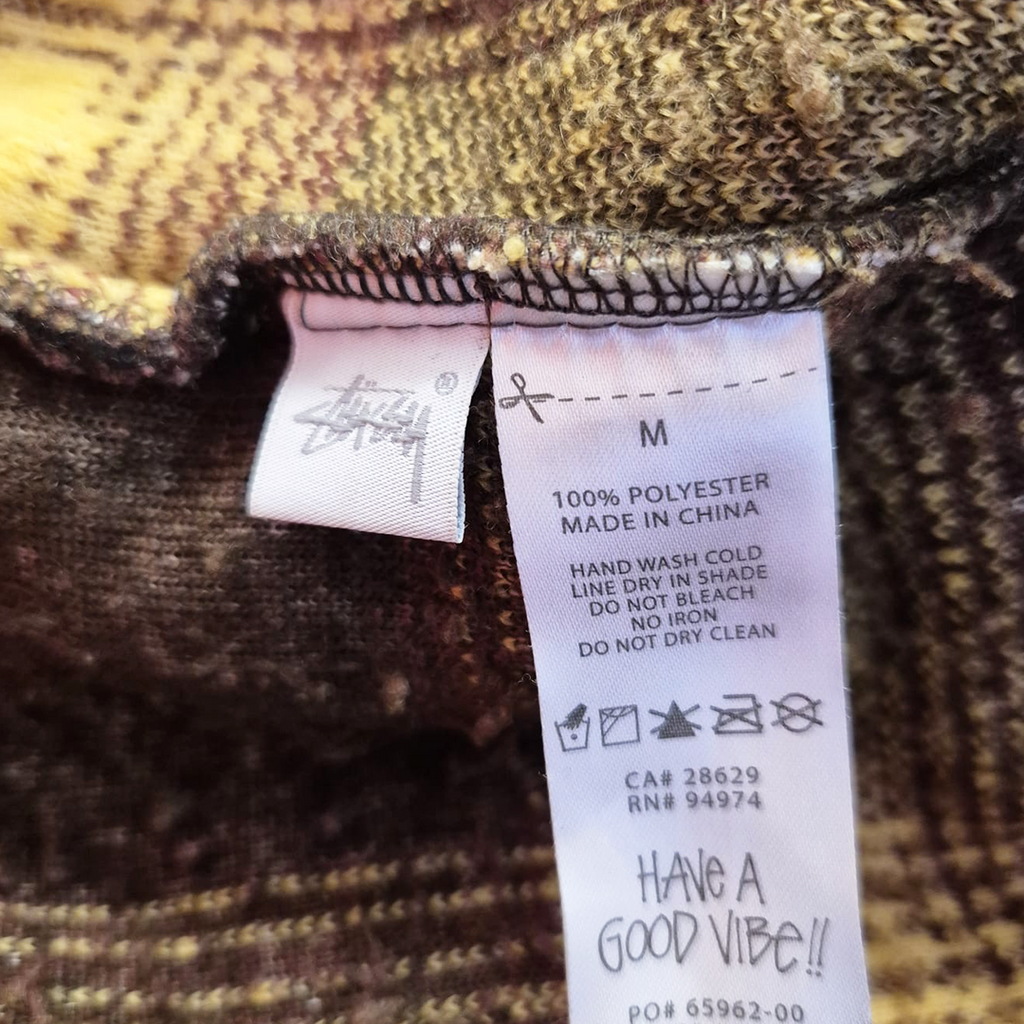 Stüssy ®
M
100% POLYESTER
MADE IN CHINA
HAND WASH COLD
LINE DRY IN SHADE
DO NOT BLEACH
NO IRON
DO NOT DRY CLEAN
CA# 28629
RN# 94974
HAVE A
GOOD VIBE!!
PO# 65962-00